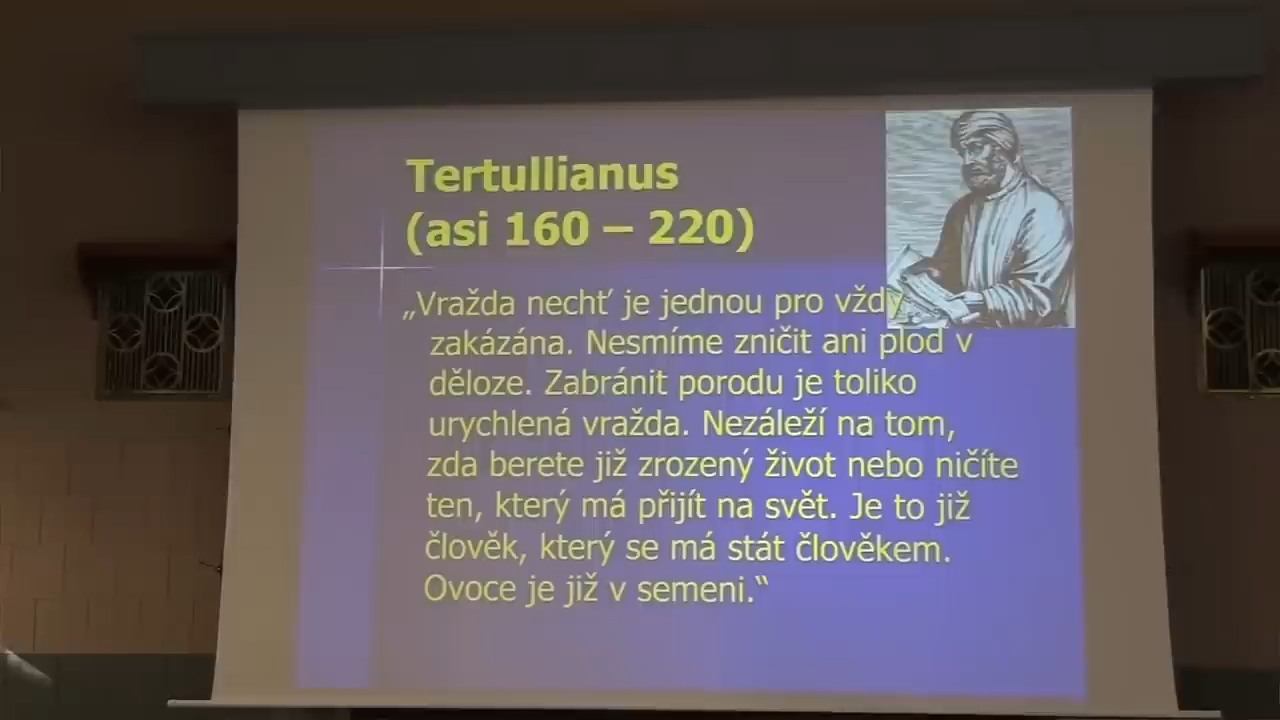 Tertullianus
(asi 160 – 220)
„Vražda nechť je jednou pro vždy
zakázána. Nesmíme zničit ani plod v
děloze. Zabránit porodu je toliko
urychlená vražda. Nezáleží na tom,
zda berete již zrozený život nebo ničíte
ten, který má přijít na svět. Je to již
člověk, který se má stát člověkem.
Ovoce je již v semeni.“